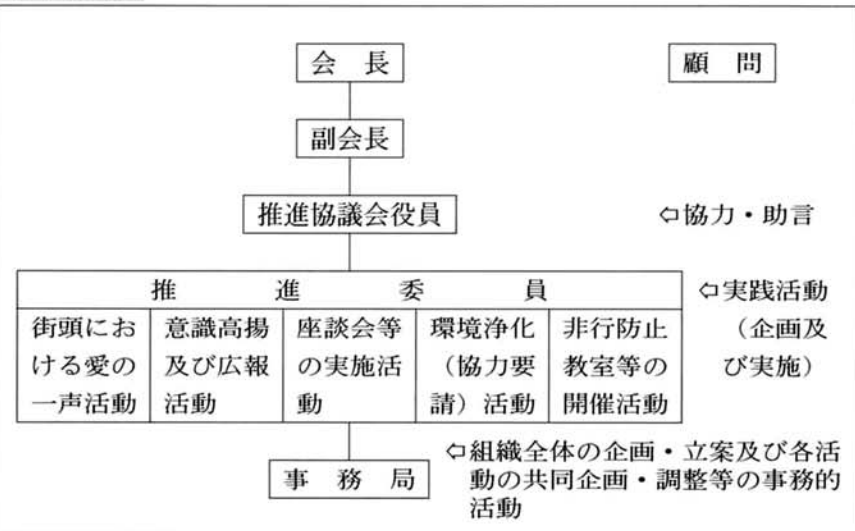 会長
顧問
副会長
推進協議会役員
⇦協力・助言
推進委員
⇦実践活動
（企画及
び実施）
街頭にお
ける愛の
一声活動
意識高揚
及び広報
活動
座談会等
の実施活
動
環境浄化
（協力要
請）活動
非行防止
教室等の
開催活動
事務局
⇦組織全体の企画・立案及び各活
動の共同企画・調整等の事務的
活動